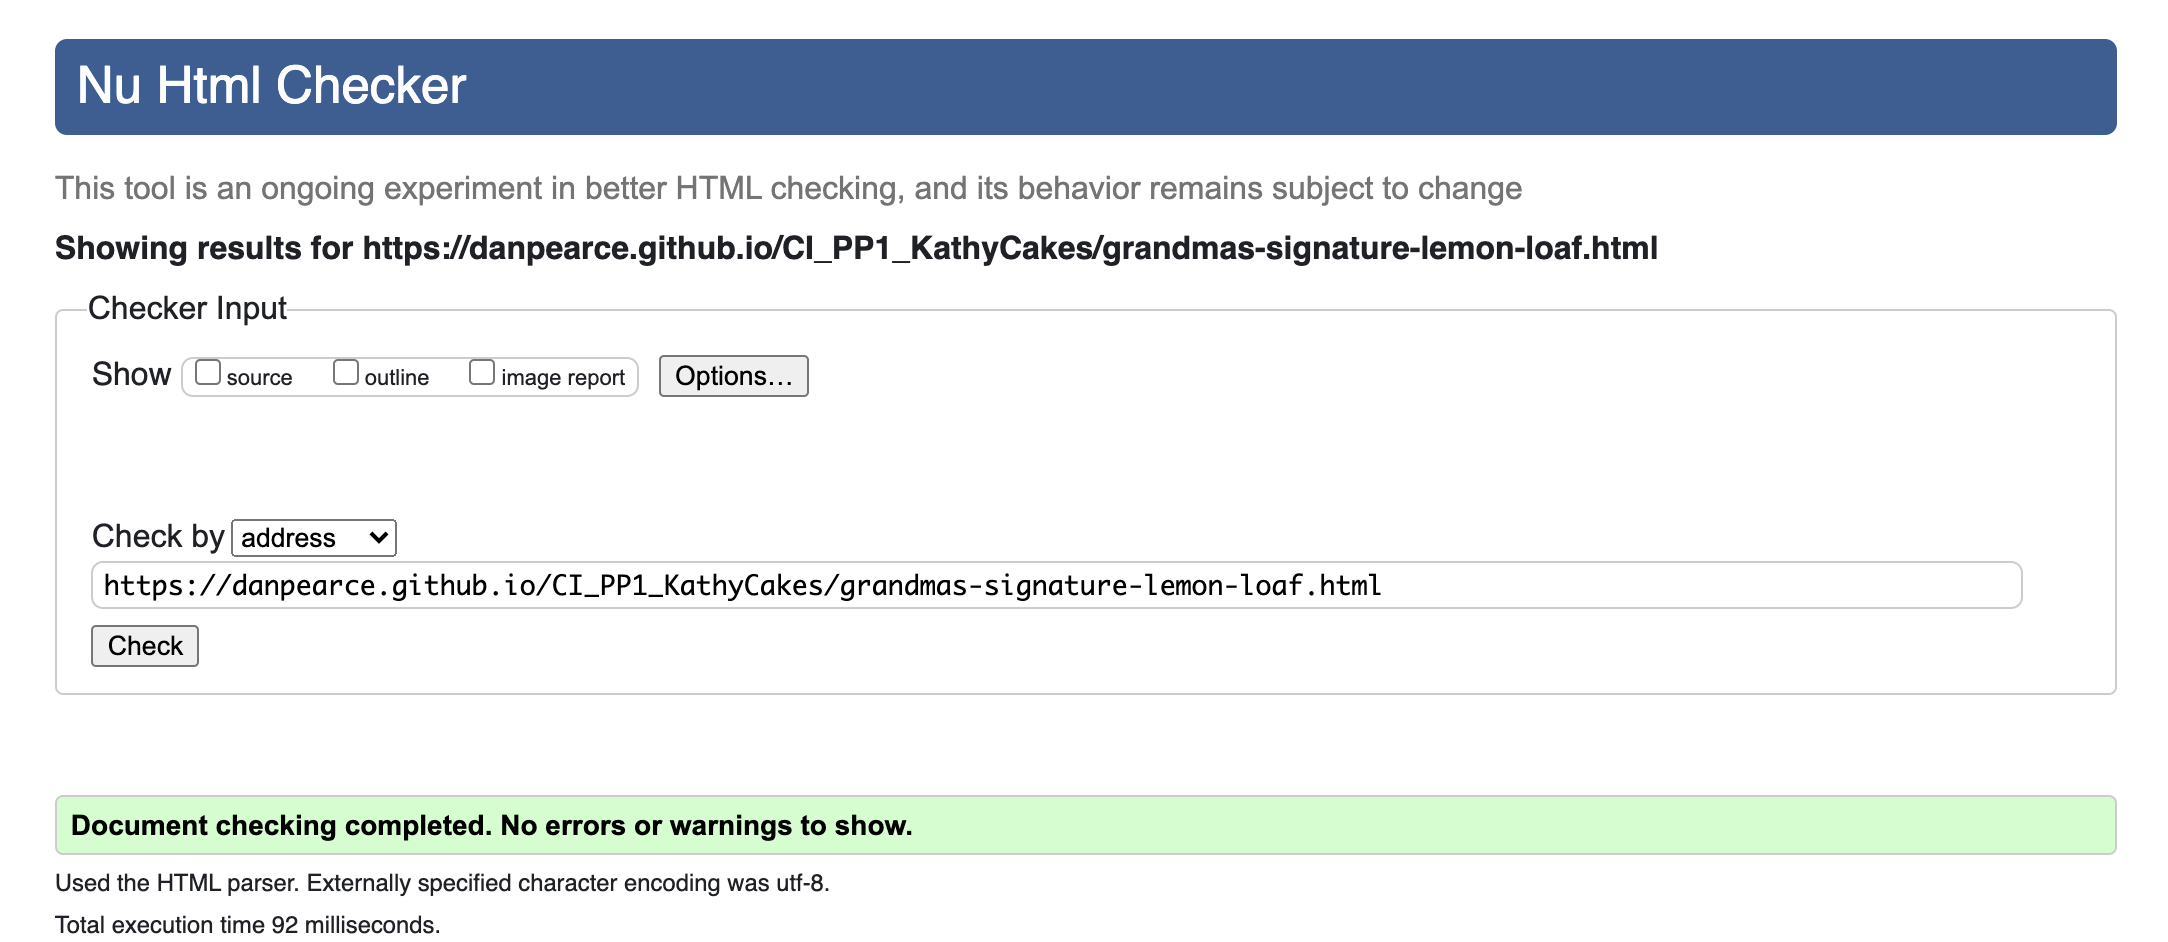 Nu Html Checker
This tool is an ongoing experiment in better HTML checking, and its behavior remains subject to change
Showing results for https://danpearce.github.io/CI_PP1_KathyCakes/grandmas-signature-lemon-loaf.html
Checker Input
Show source outline image report Options...
Check by address
https://danpearce.github.io/CI_PP1_KathyCakes/grandmas-signature-lemon-loaf.html
Check
Document checking completed. No errors or warnings to show.
Used the HTML parser. Externally specified character encoding was utf-8.
Total execution time 92 milliseconds.